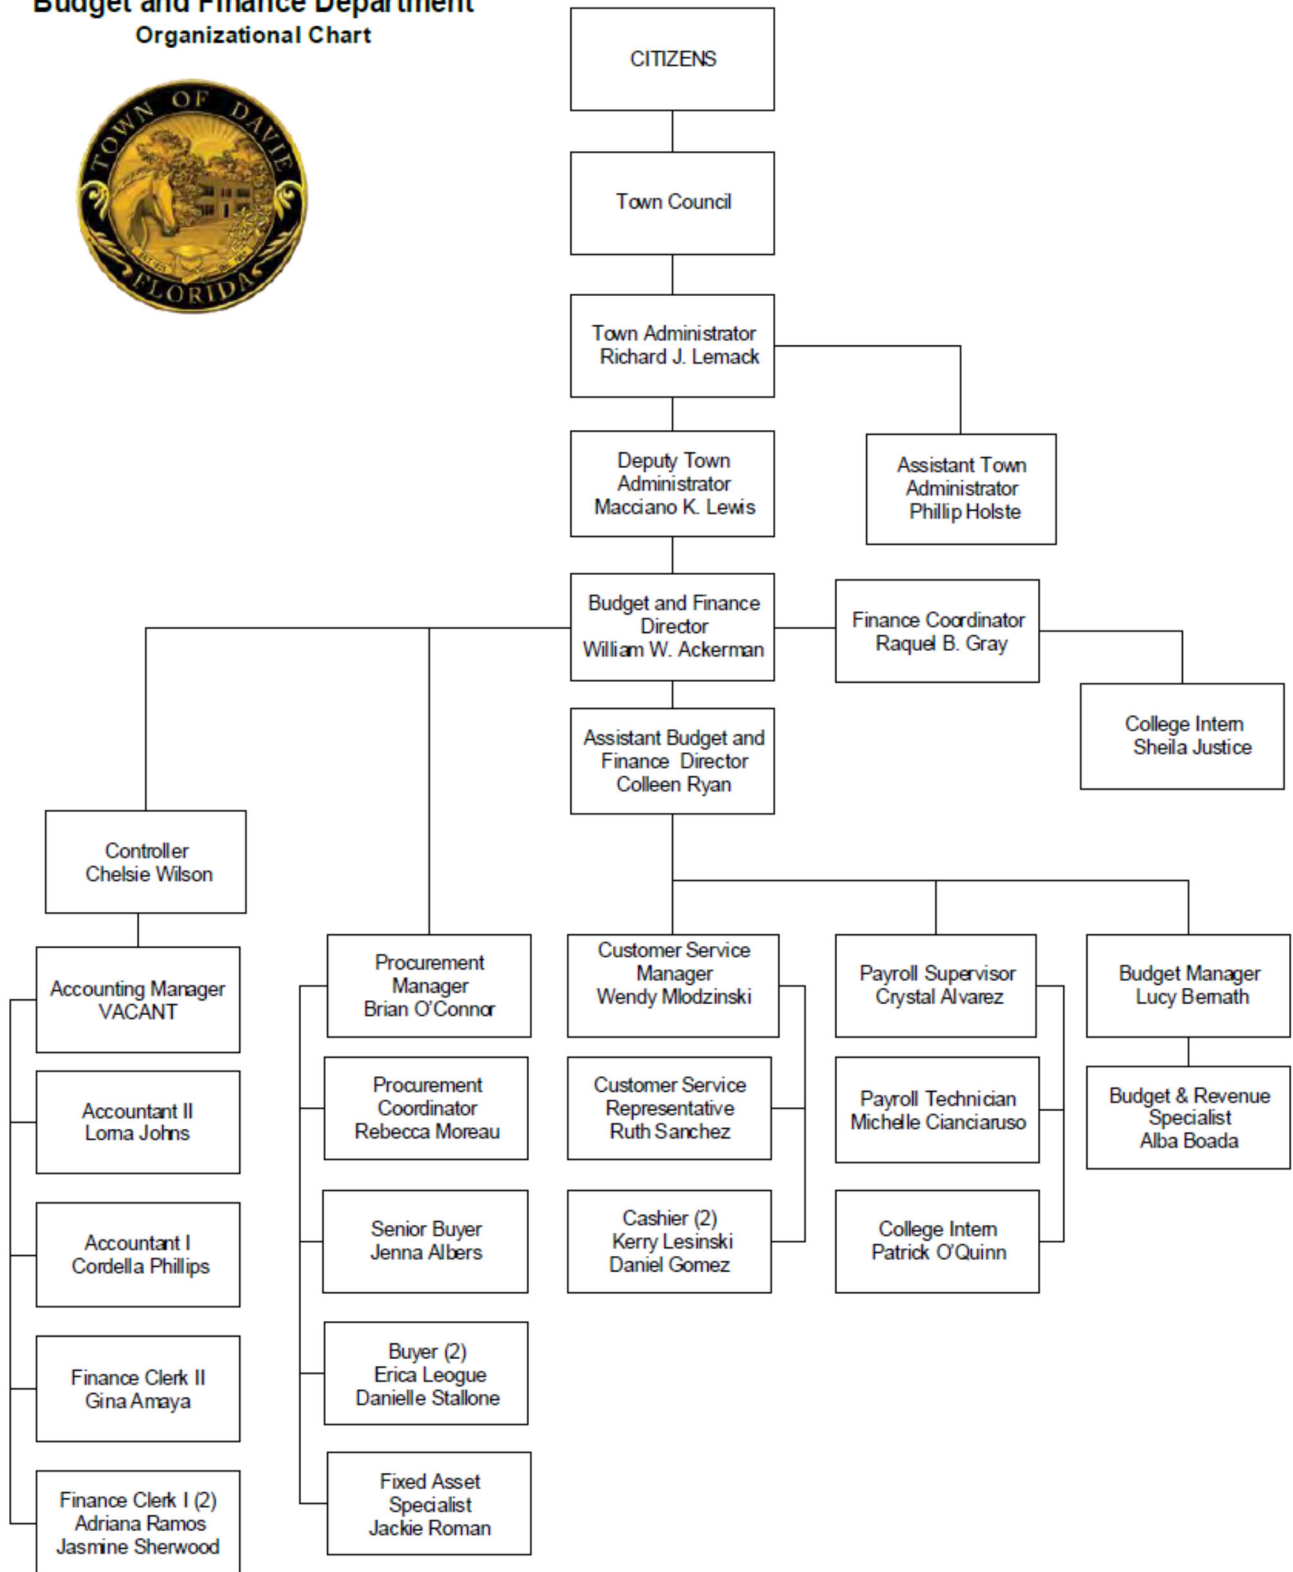 Budget and Finance Department
Organizational Chart
TOWN OF DAVIE
FLORIDA
CITIZENS
Town Council
Town Administrator
Richard J. Lemack
Deputy Town
Administrator
Macciano K. Lewis
Assistant Town
Administrator
Phillip Holste
Budget and Finance
Director
William W. Ackerman
Finance Coordinator
Raquel B. Gray
College Intern
Sheila Justice
Assistant Budget and
Finance Director
Colleen Ryan
Controller
Chelsie Wilson
Accounting Manager
VACANT
Accountant II
Lorna Johns
Accountant I
Cordella Phillips
Finance Clerk II
Gina Amaya
Finance Clerk I (2)
Adriana Ramos
Jasmine Sherwood
Procurement
Manager
Brian O'Connor
Procurement
Coordinator
Rebecca Moreau
Senior Buyer
Jenna Albers
Buyer (2)
Erica Leogue
Danielle Stallone
Fixed Asset
Specialist
Jackie Roman
Customer Service
Manager
Wendy Mlodzinski
Customer Service
Representative
Ruth Sanchez
Cashier (2)
Kerry Lesinski
Daniel Gomez
Payroll Supervisor
Crystal Alvarez
Payroll Technician
Michelle Cianciaruso
College Intern
Patrick O'Quinn
Budget Manager
Lucy Bernath
Budget & Revenue
Specialist
Alba Boada